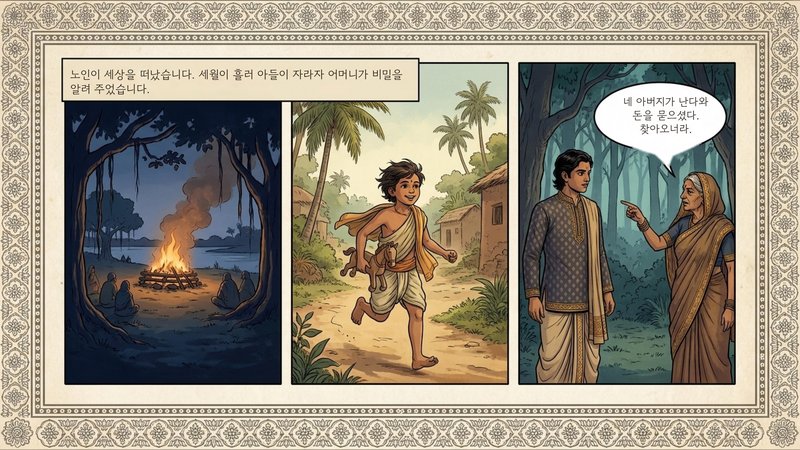 노인이 세상을 떠났습니다. 세월이 흘러 아들이 자라자 어머니가 비밀을
알려 주었습니다.
네 아버지가 난다와
돈을 묻으셨다.
찾아오너라.